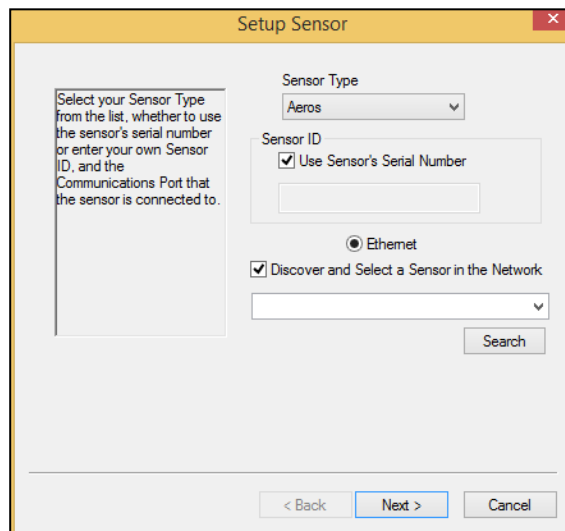 Setup Sensor
Select your Sensor Type
from the list, whether to use
the sensor's serial number
or enter your own Sensor
ID, and the
Communications Port that
the sensor is connected to.
Sensor Type
Aeros
Sensor ID
Use Sensor's Serial Number
Ethernet
Discover and Select a Sensor in the Network
Search
< Back
Next >
Cancel